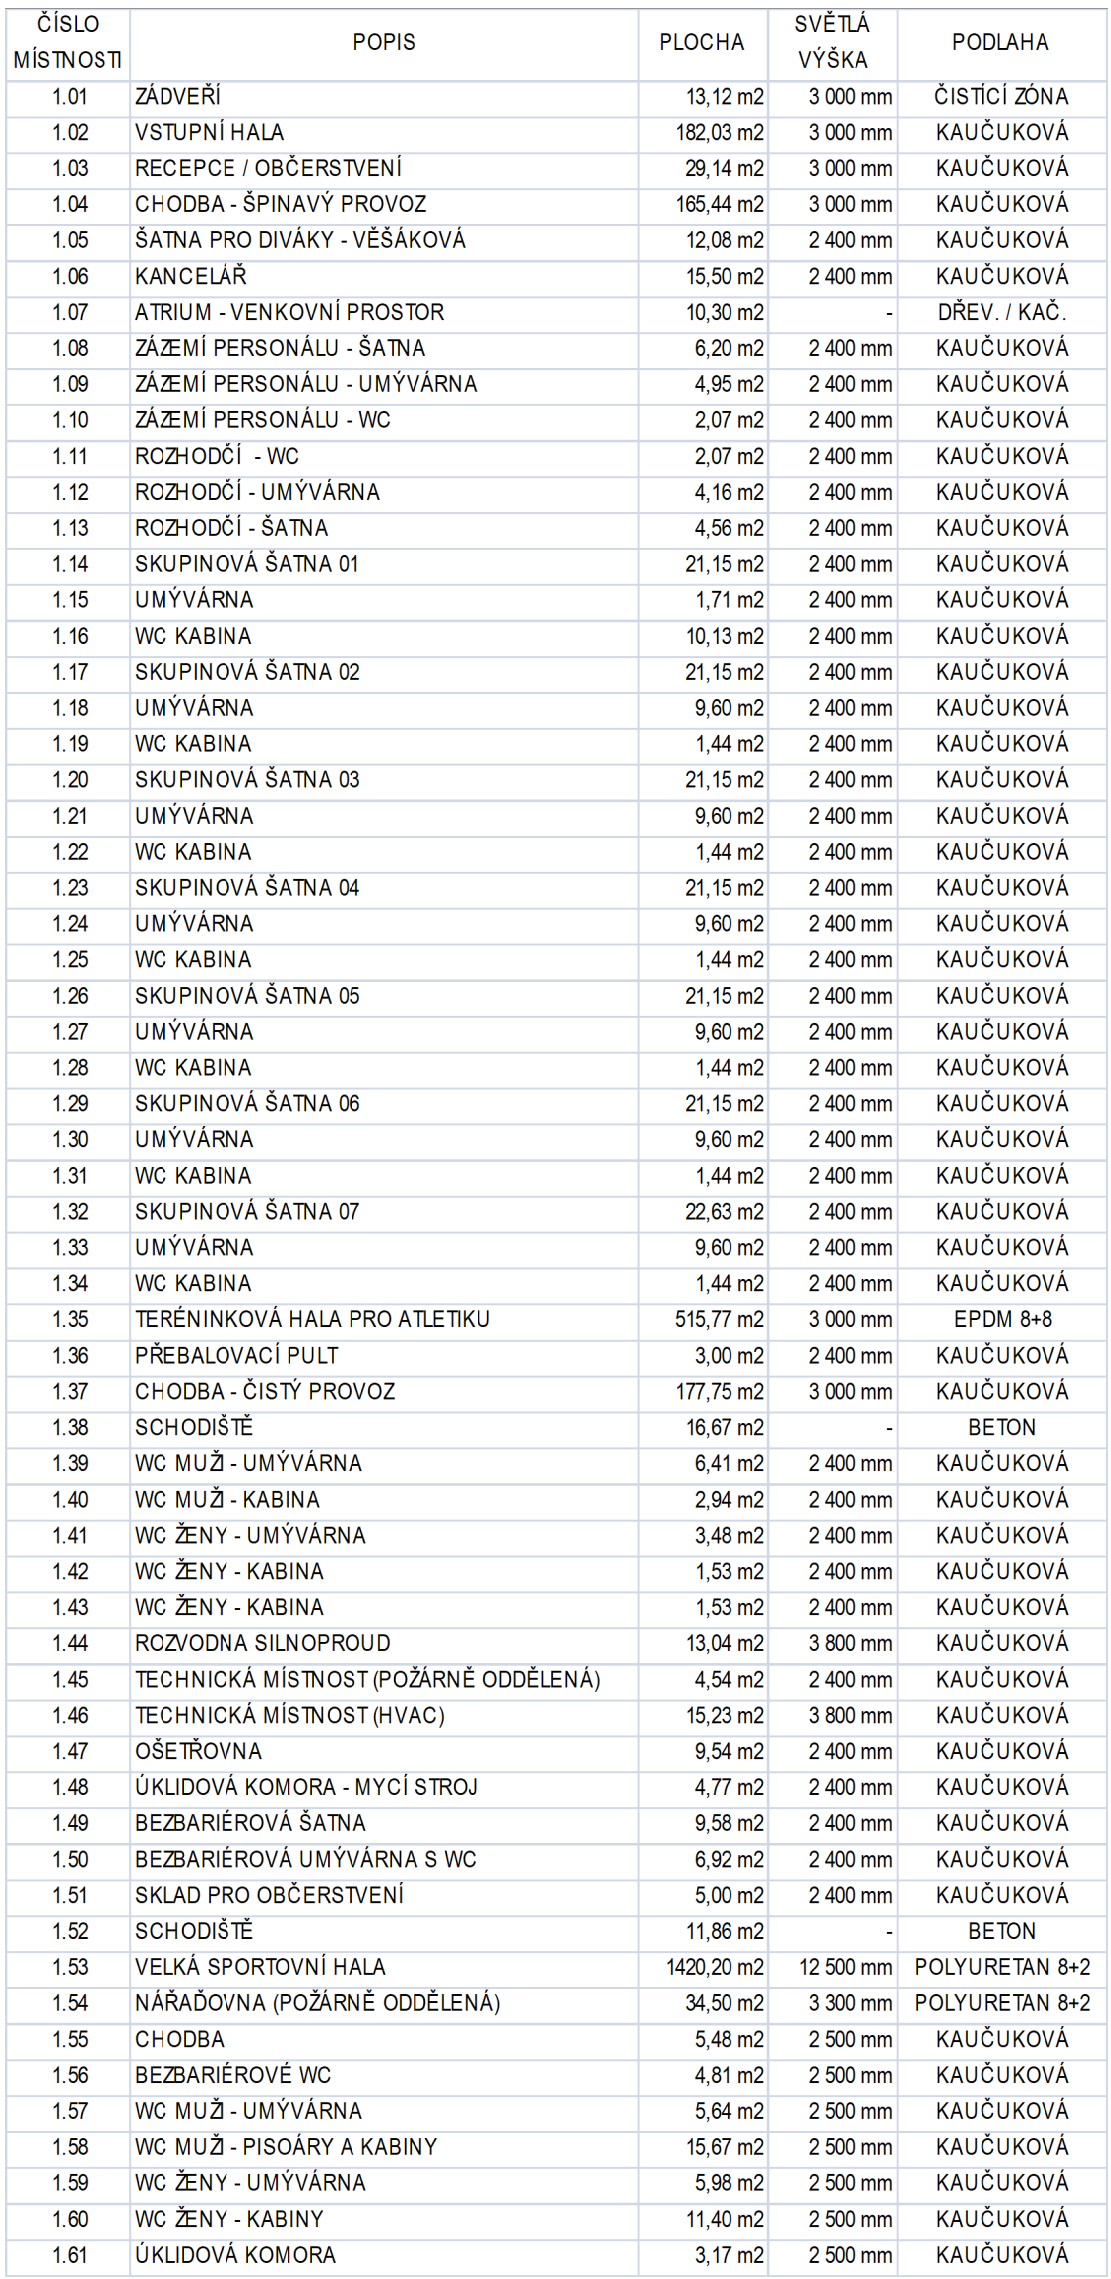 ČÍSLO MÍSTNOSTI POPIS PLOCHA SVĚTLÁ VÝŠKA PODLAHA
1.01 ZÁDVEŘÍ 13,12 m2 3 000 mm ČISTÍCÍ ZÓNA
1.02 VSTUPNÍ HALA 182,03 m2 3 000 mm KAUČUKOVÁ
1.03 RECEPCE / OBČERSTVENÍ 29,14 m2 3 000 mm KAUČUKOVÁ
1.04 CHODBA - ŠPINAVÝ PROVOZ 165,44 m2 3 000 mm KAUČUKOVÁ
1.05 ŠATNA PRO DIVÁKY - VĚŠÁKOVÁ 12,08 m2 2 400 mm KAUČUKOVÁ
1.06 KANCELÁŘ 15,50 m2 2 400 mm KAUČUKOVÁ
1.07 ATRIUM - VENKOVNÍ PROSTOR 10,30 m2 - DŘEV. / KAČ.
1.08 ZÁZEMÍ PERSONÁLU - ŠATNA 6,20 m2 2 400 mm KAUČUKOVÁ
1.09 ZÁZEMÍ PERSONÁLU - UMÝVÁRNA 4,95 m2 2 400 mm KAUČUKOVÁ
1.10 ZÁZEMÍ PERSONÁLU - WC 2,07 m2 2 400 mm KAUČUKOVÁ
1.11 ROZHODČÍ - WC 2,07 m2 2 400 mm KAUČUKOVÁ
1.12 ROZHODČÍ - UMÝVÁRNA 4,16 m2 2 400 mm KAUČUKOVÁ
1.13 ROZHODČÍ - ŠATNA 4,56 m2 2 400 mm KAUČUKOVÁ
1.14 SKUPINOVÁ ŠATNA 01 21,15 m2 2 400 mm KAUČUKOVÁ
1.15 UMÝVÁRNA 1,71 m2 2 400 mm KAUČUKOVÁ
1.16 WC KABINA 10,13 m2 2 400 mm KAUČUKOVÁ
1.17 SKUPINOVÁ ŠATNA 02 21,15 m2 2 400 mm KAUČUKOVÁ
1.18 UMÝVÁRNA 9,60 m2 2 400 mm KAUČUKOVÁ
1.19 WC KABINA 1,44 m2 2 400 mm KAUČUKOVÁ
1.20 SKUPINOVÁ ŠATNA 03 21,15 m2 2 400 mm KAUČUKOVÁ
1.21 UMÝVÁRNA 9,60 m2 2 400 mm KAUČUKOVÁ
1.22 WC KABINA 1,44 m2 2 400 mm KAUČUKOVÁ
1.23 SKUPINOVÁ ŠATNA 04 21,15 m2 2 400 mm KAUČUKOVÁ
1.24 UMÝVÁRNA 9,60 m2 2 400 mm KAUČUKOVÁ
1.25 WC KABINA 1,44 m2 2 400 mm KAUČUKOVÁ
1.26 SKUPINOVÁ ŠATNA 05 21,15 m2 2 400 mm KAUČUKOVÁ
1.27 UMÝVÁRNA 9,60 m2 2 400 mm KAUČUKOVÁ
1.28 WC KABINA 1,44 m2 2 400 mm KAUČUKOVÁ
1.29 SKUPINOVÁ ŠATNA 06 21,15 m2 2 400 mm KAUČUKOVÁ
1.30 UMÝVÁRNA 9,60 m2 2 400 mm KAUČUKOVÁ
1.31 WC KABINA 1,44 m2 2 400 mm KAUČUKOVÁ
1.32 SKUPINOVÁ ŠATNA 07 22,63 m2 2 400 mm KAUČUKOVÁ
1.33 UMÝVÁRNA 9,60 m2 2 400 mm KAUČUKOVÁ
1.34 WC KABINA 1,44 m2 2 400 mm KAUČUKOVÁ
1.35 TERÉNINKOVÁ HALA PRO ATLETIKU 515,77 m2 3 000 mm EPDM 8+8
1.36 PŘEBALOVACÍ PULT 3,00 m2 2 400 mm KAUČUKOVÁ
1.37 CHODBA - ČISTÝ PROVOZ 177,75 m2 3 000 mm KAUČUKOVÁ
1.38 SCHODIŠTĚ 16,67 m2 - BETON
1.39 WC MUŽI - UMÝVÁRNA 6,41 m2 2 400 mm KAUČUKOVÁ
1.40 WC MUŽI - KABINA 2,94 m2 2 400 mm KAUČUKOVÁ
1.41 WC ŽENY - UMÝVÁRNA 3,48 m2 2 400 mm KAUČUKOVÁ
1.42 WC ŽENY - KABINA 1,53 m2 2 400 mm KAUČUKOVÁ
1.43 WC ŽENY - KABINA 1,53 m2 2 400 mm KAUČUKOVÁ
1.44 ROZVODNA SILNOPROUD 13,04 m2 3 800 mm KAUČUKOVÁ
1.45 TECHNICKÁ MÍSTNOST (POŽÁRNĚ ODDĚLENÁ) 4,54 m2 2 400 mm KAUČUKOVÁ
1.46 TECHNICKÁ MÍSTNOST (HVAC) 15,23 m2 3 800 mm KAUČUKOVÁ
1.47 OŠETŘOVNA 9,54 m2 2 400 mm KAUČUKOVÁ
1.48 ÚKLIDOVÁ KOMORA - MYCÍ STROJ 4,77 m2 2 400 mm KAUČUKOVÁ
1.49 BEZBARIÉROVÁ ŠATNA 9,58 m2 2 400 mm KAUČUKOVÁ
1.50 BEZBARIÉROVÁ UMÝVÁRNA S WC 6,92 m2 2 400 mm KAUČUKOVÁ
1.51 SKLAD PRO OBČERSTVENÍ 5,00 m2 2 400 mm KAUČUKOVÁ
1.52 SCHODIŠTĚ 11,86 m2 - BETON
1.53 VELKÁ SPORTOVNÍ HALA 1420,20 m2 12 500 mm POLYURETAN 8+2
1.54 NÁŘAĎOVNA (POŽÁRNĚ ODDĚLENÁ) 34,50 m2 3 300 mm POLYURETAN 8+2
1.55 CHODBA 5,48 m2 2 500 mm KAUČUKOVÁ
1.56 BEZBARIÉROVÉ WC 4,81 m2 2 500 mm KAUČUKOVÁ
1.57 WC MUŽI - UMÝVÁRNA 5,64 m2 2 500 mm KAUČUKOVÁ
1.58 WC MUŽI - PISOÁRY A KABINY 15,67 m2 2 500 mm KAUČUKOVÁ
1.59 WC ŽENY - UMÝVÁRNA 5,98 m2 2 500 mm KAUČUKOVÁ
1.60 WC ŽENY - KABINY 11,40 m2 2 500 mm KAUČUKOVÁ
1.61 ÚKLIDOVÁ KOMORA 3,17 m2 2 500 mm KAUČUKOVÁ